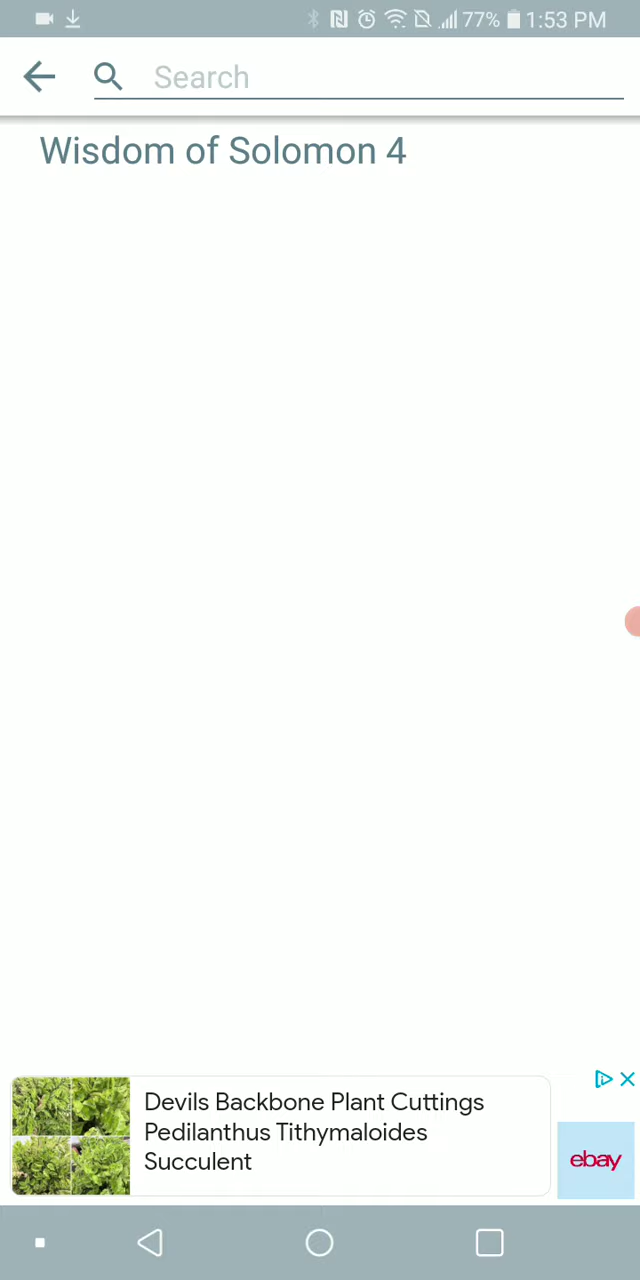 77% 1:53 PM
Search
Wisdom of Solomon 4
Devils Backbone Plant Cuttings
Pedilanthus Tithymaloides
Succulent
ebay